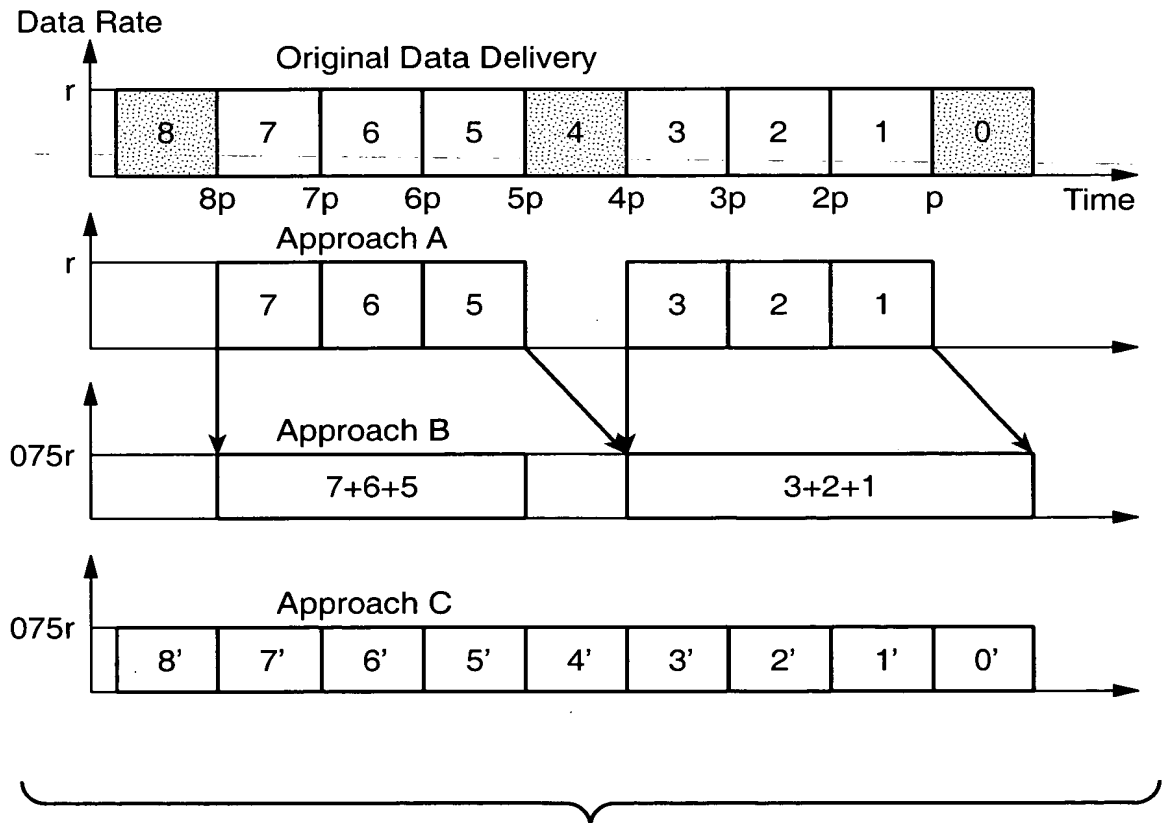 Data Rate
Original Data Delivery
r
8 7 6 5 4 3 2 1 0
8p 7p 6p 5p 4p 3p 2p p Time
Approach A
r
7 6 5 3 2 1
Approach B
075r
7+6+5 3+2+1
Approach C
075r
8' 7' 6' 5' 4' 3' 2' 1' 0'